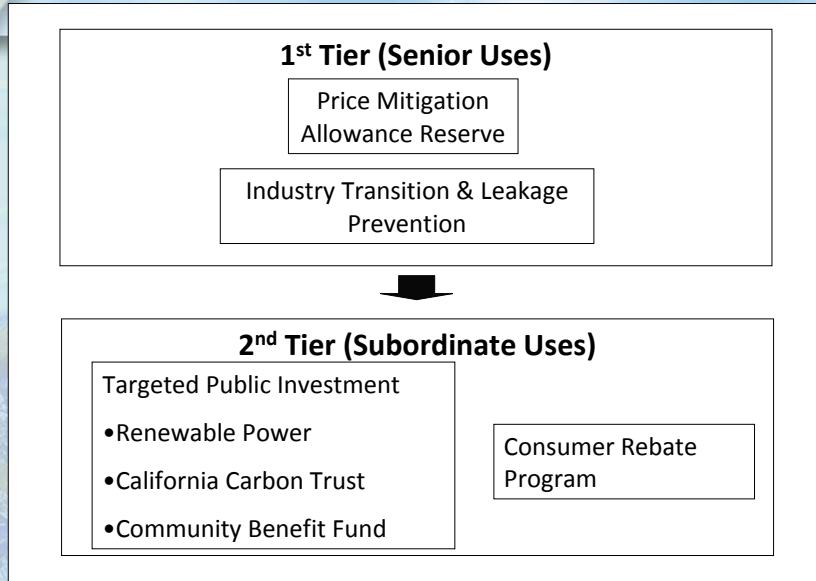 1st Tier (Senior Uses)
Price Mitigation
Allowance Reserve
Industry Transition & Leakage
Prevention
2nd Tier (Subordinate Uses)
Targeted Public Investment
•Renewable Power
•California Carbon Trust
•Community Benefit Fund
Consumer Rebate
Program